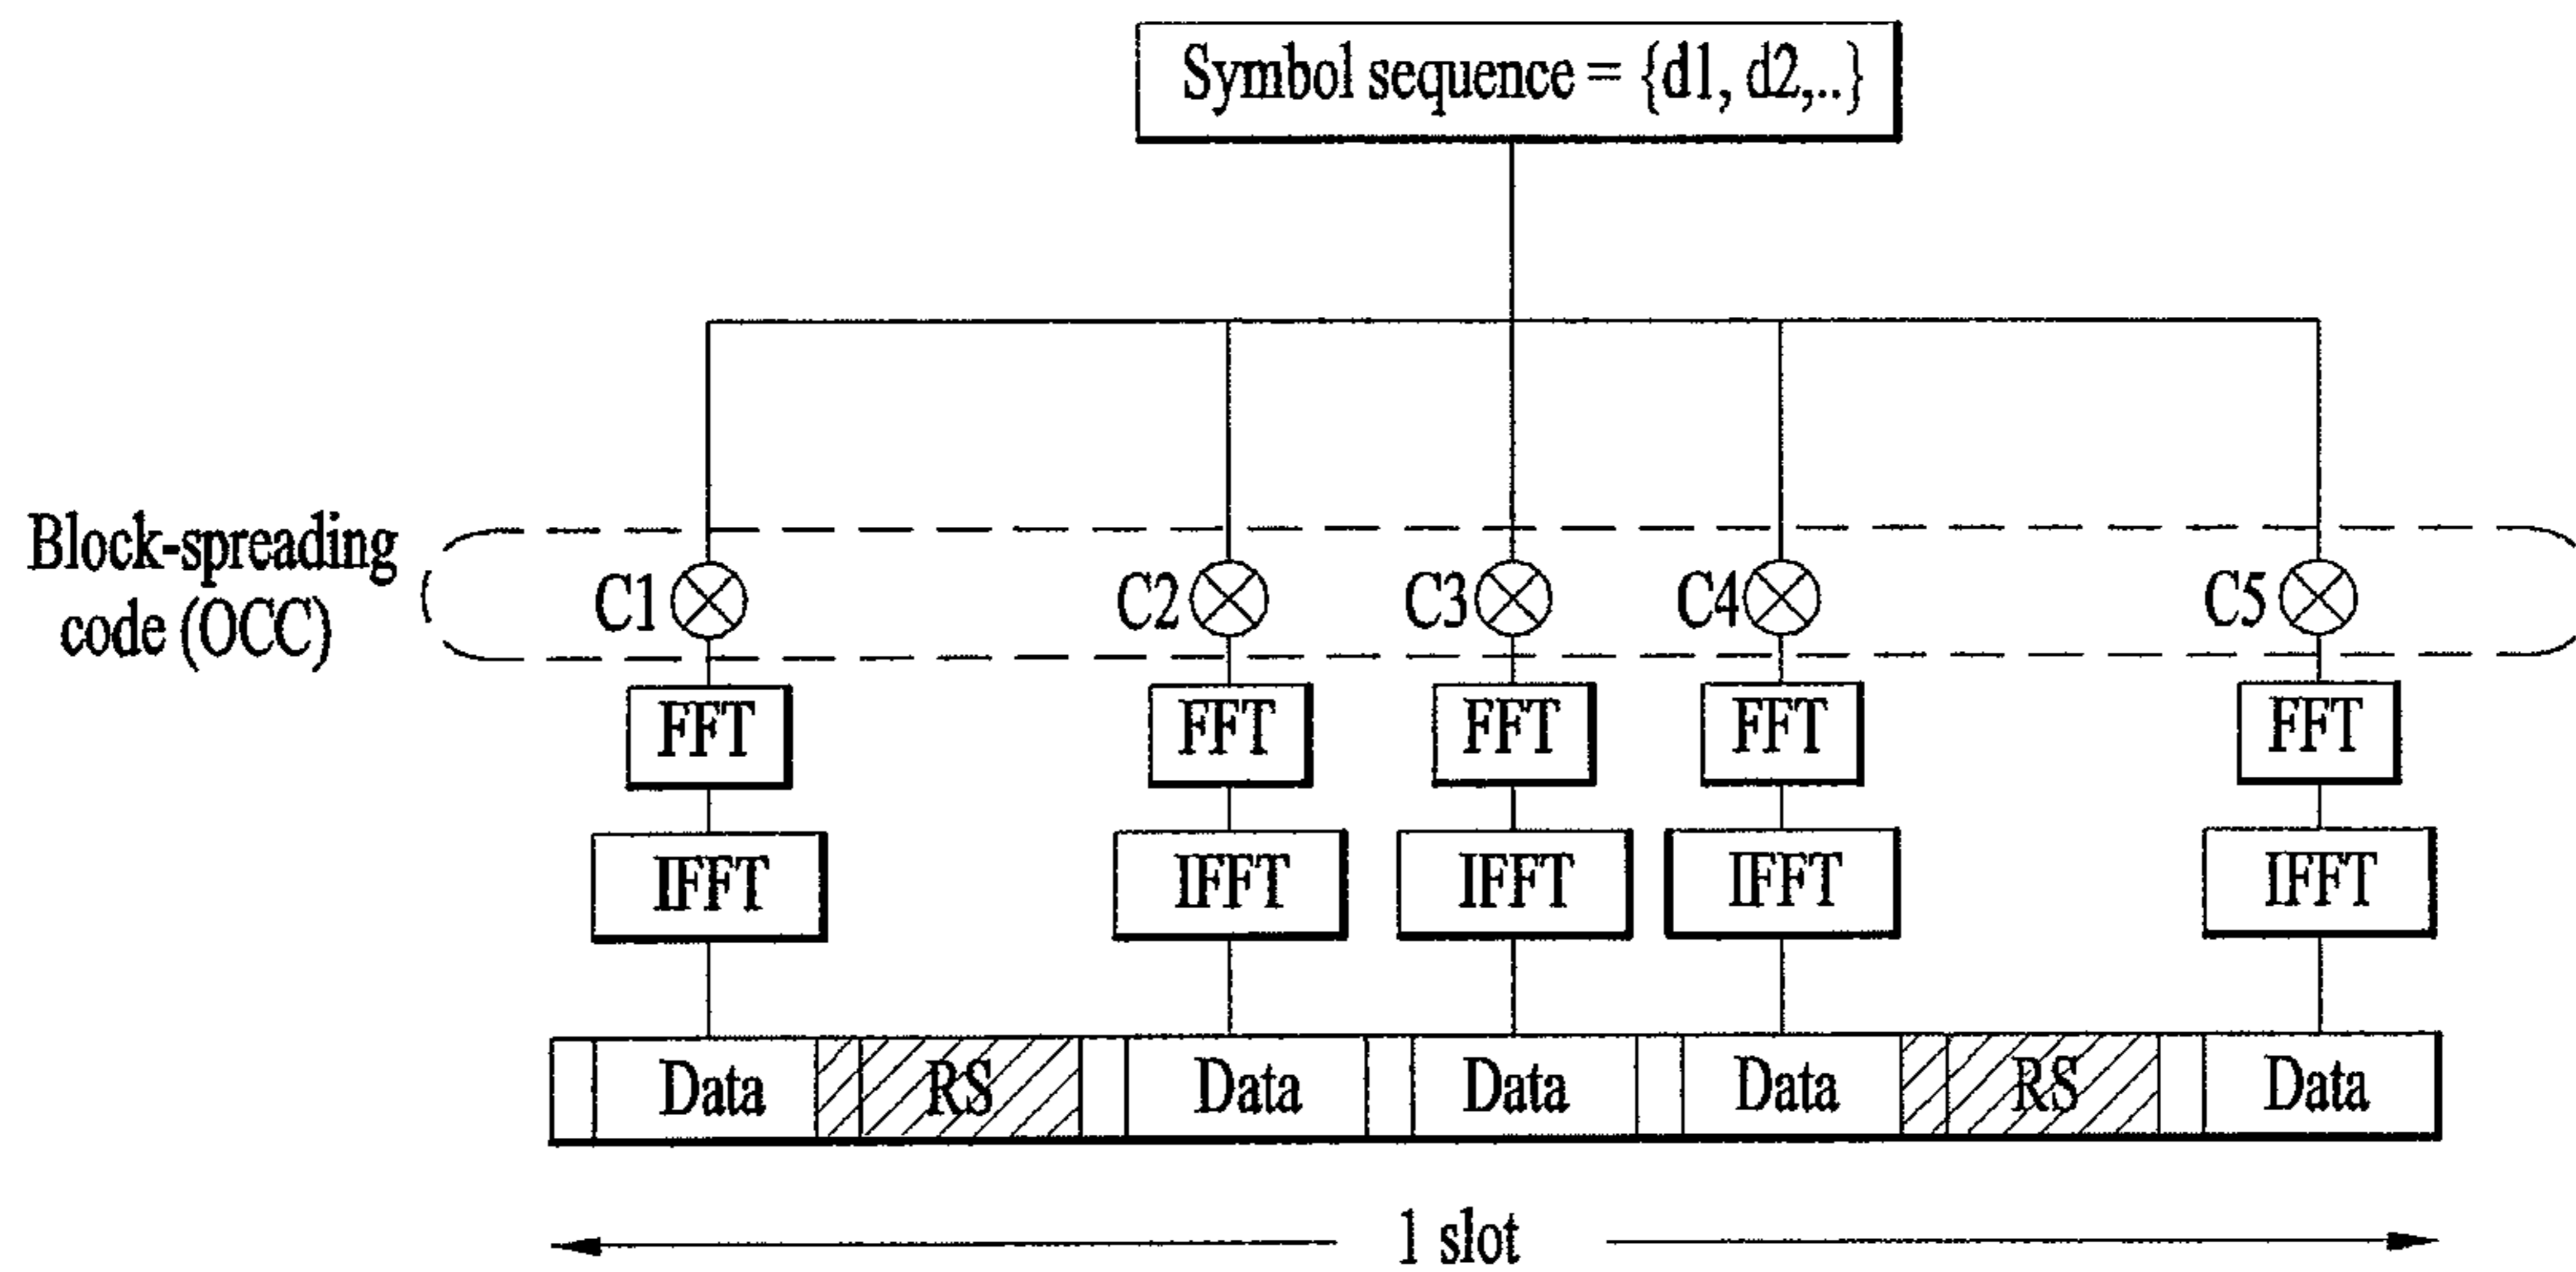 Symbol sequence = {d1, d2,..}
Block-spreading
code (OCC)
C1
C2
C3
C4
C5
FFT
FFT
FFT
FFT
FFT
IFFT
IFFT
IFFT
IFFT
IFFT
Data
RS
Data
Data
Data
RS
Data
1 slot